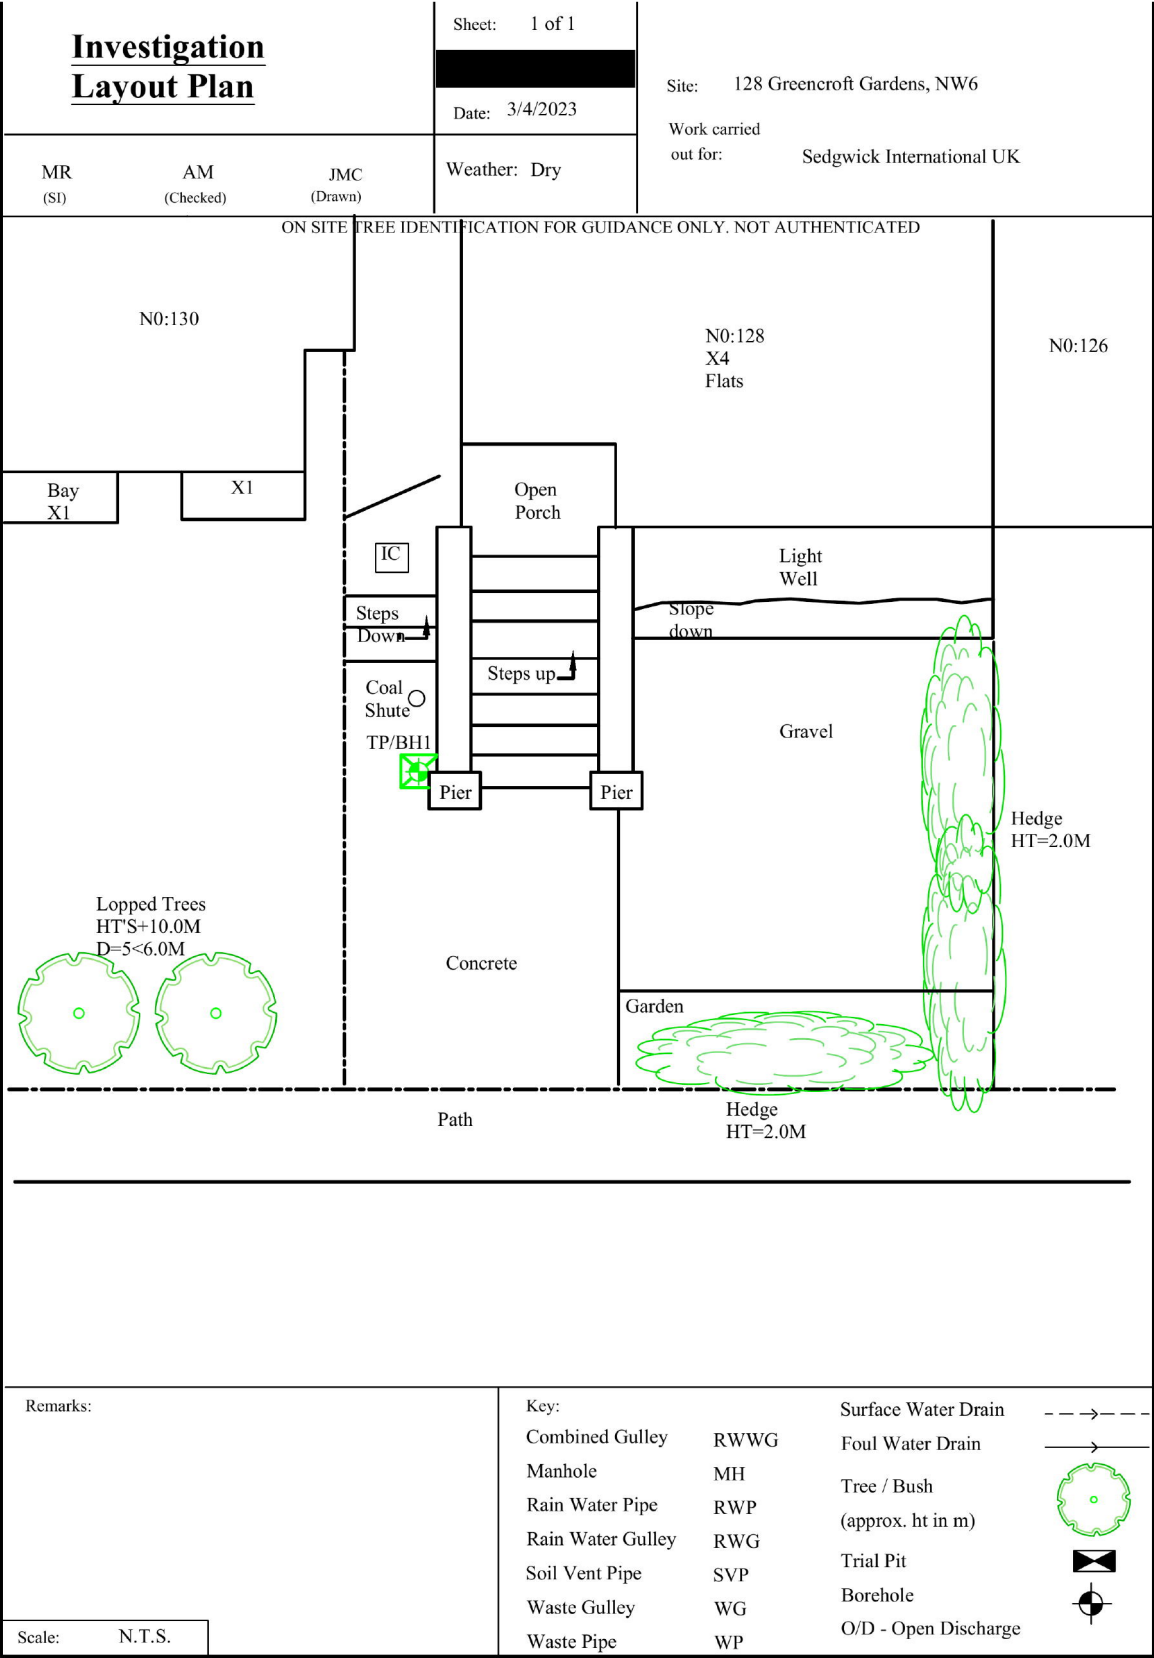 Investigation
Layout Plan
Sheet: 1 of 1
Date: 3/4/2023
Site: 128 Greencroft Gardens, NW6
Work carried
out for: Sedgwick International UK
MR
(SI)
AM
(Checked)
JMC
(Drawn)
Weather: Dry
ON SITE TREE IDENTIFICATION FOR GUIDANCE ONLY. NOT AUTHENTICATED
N0:130
N0:128
X4
Flats
N0:126
Bay
X1
X1
Open
Porch
IC
Light
Well
Steps
Down
Slope
down
Steps up
Coal
Shute
Gravel
TP/BH1
Pier
Pier
Hedge
HT=2.0M
Lopped Trees
HT'S+10.0M
D=5<6.0M
Concrete
Garden
Path
Hedge
HT=2.0M
Remarks:
Scale: N.T.S.
Key:
Combined Gulley RWWG
Manhole MH
Rain Water Pipe RWP
Rain Water Gulley RWG
Soil Vent Pipe SVP
Waste Gulley WG
Waste Pipe WP
Surface Water Drain
Foul Water Drain
Tree / Bush
(approx. ht in m)
Trial Pit
Borehole
O/D - Open Discharge